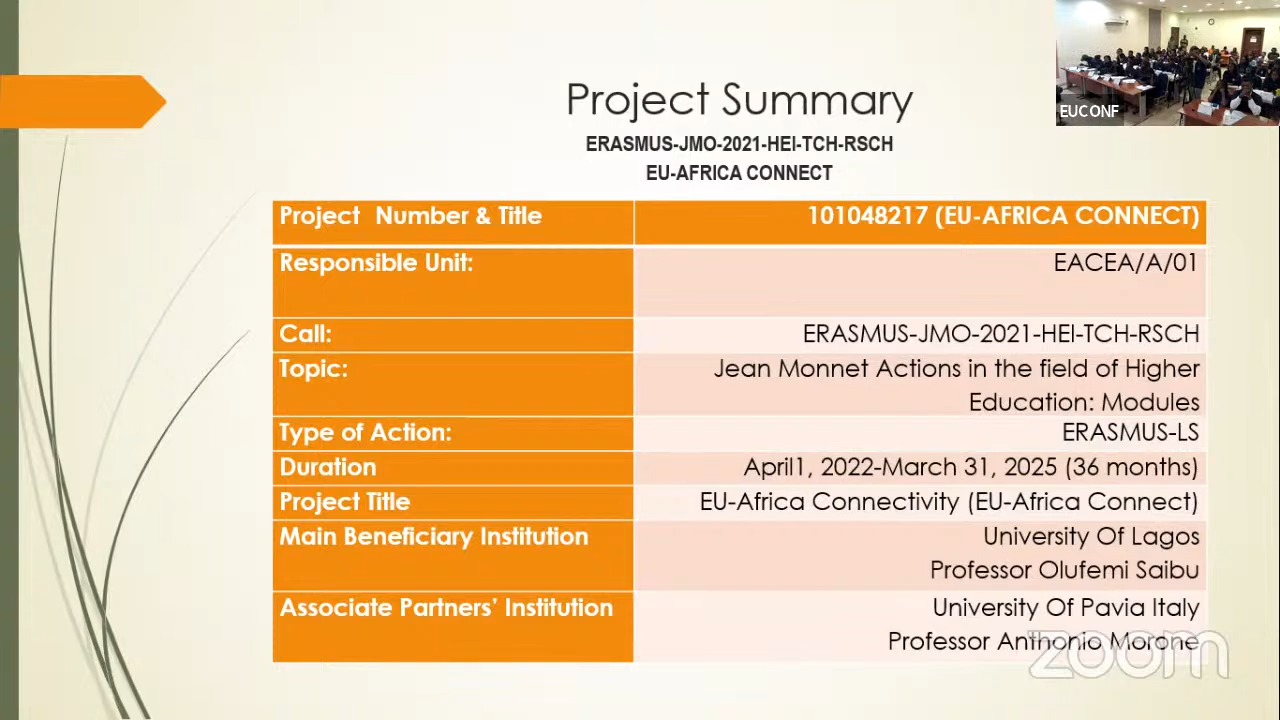 Project Summary
ERASMUS-JMO-2021-HEI-TCH-RSCH
EU-AFRICA CONNECT
EUCONF
Project Number & Title 101048217 (EU-AFRICA CONNECT)
Responsible Unit: EACEA/A/01
Call: ERASMUS-JMO-2021-HEI-TCH-RSCH
Topic: Jean Monnet Actions in the field of Higher
Education: Modules
Type of Action: ERASMUS-LS
Duration April1, 2022-March 31, 2025 (36 months)
Project Title EU-Africa Connectivity (EU-Africa Connect)
Main Beneficiary Institution University Of Lagos
Professor Olufemi Saibu
Associate Partners’ Institution University Of Pavia Italy
Professor Anthonio Morone
zoom